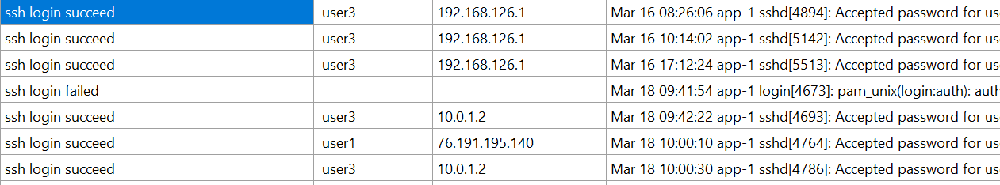 ssh login succeed user3 192.168.126.1 Mar 16 08:26:06 app-1 sshd[4894]: Accepted password for
ssh login succeed user3 192.168.126.1 Mar 16 10:14:02 app-1 sshd[5142]: Accepted password for
ssh login succeed user3 192.168.126.1 Mar 16 17:12:24 app-1 sshd[5513]: Accepted password for
ssh login failed Mar 18 09:41:54 app-1 login[4673]: pam_unix(login:auth):
ssh login succeed user3 10.0.1.2 Mar 18 09:42:22 app-1 sshd[4693]: Accepted password for
ssh login succeed user1 76.191.195.140 Mar 18 10:00:10 app-1 sshd[4764]: Accepted password for
ssh login succeed user3 10.0.1.2 Mar 18 10:00:30 app-1 sshd[4786]: Accepted password for